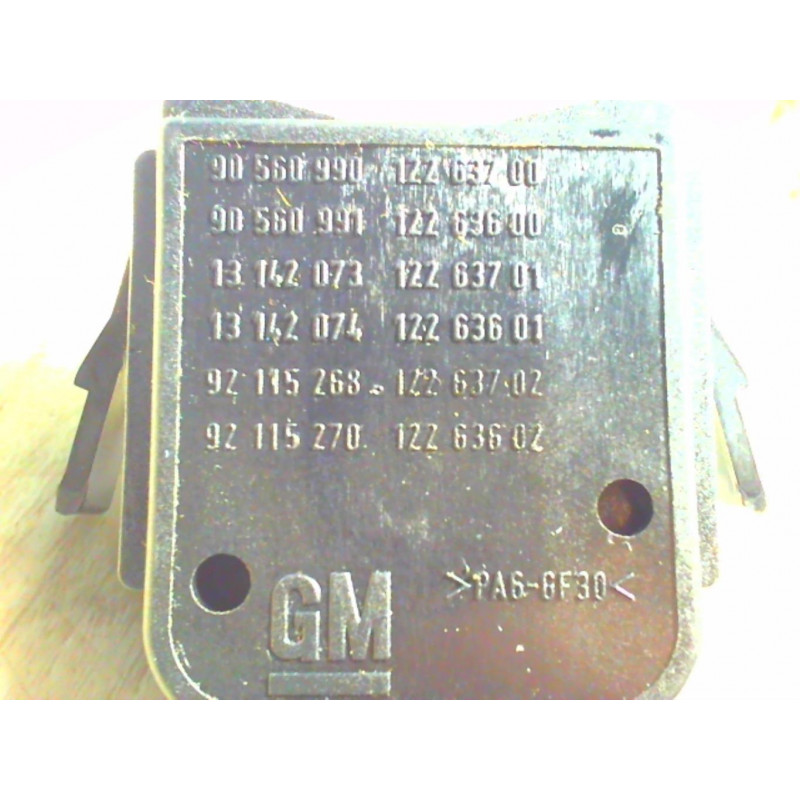 90 560 990 122 637 00
90 560 991 122 636 00
13 142 073 122 637 01
13 142 074 122 636 01
92 115 268 122 637 02
92 115 270 122 636 02
>PA6-GF30<
GM